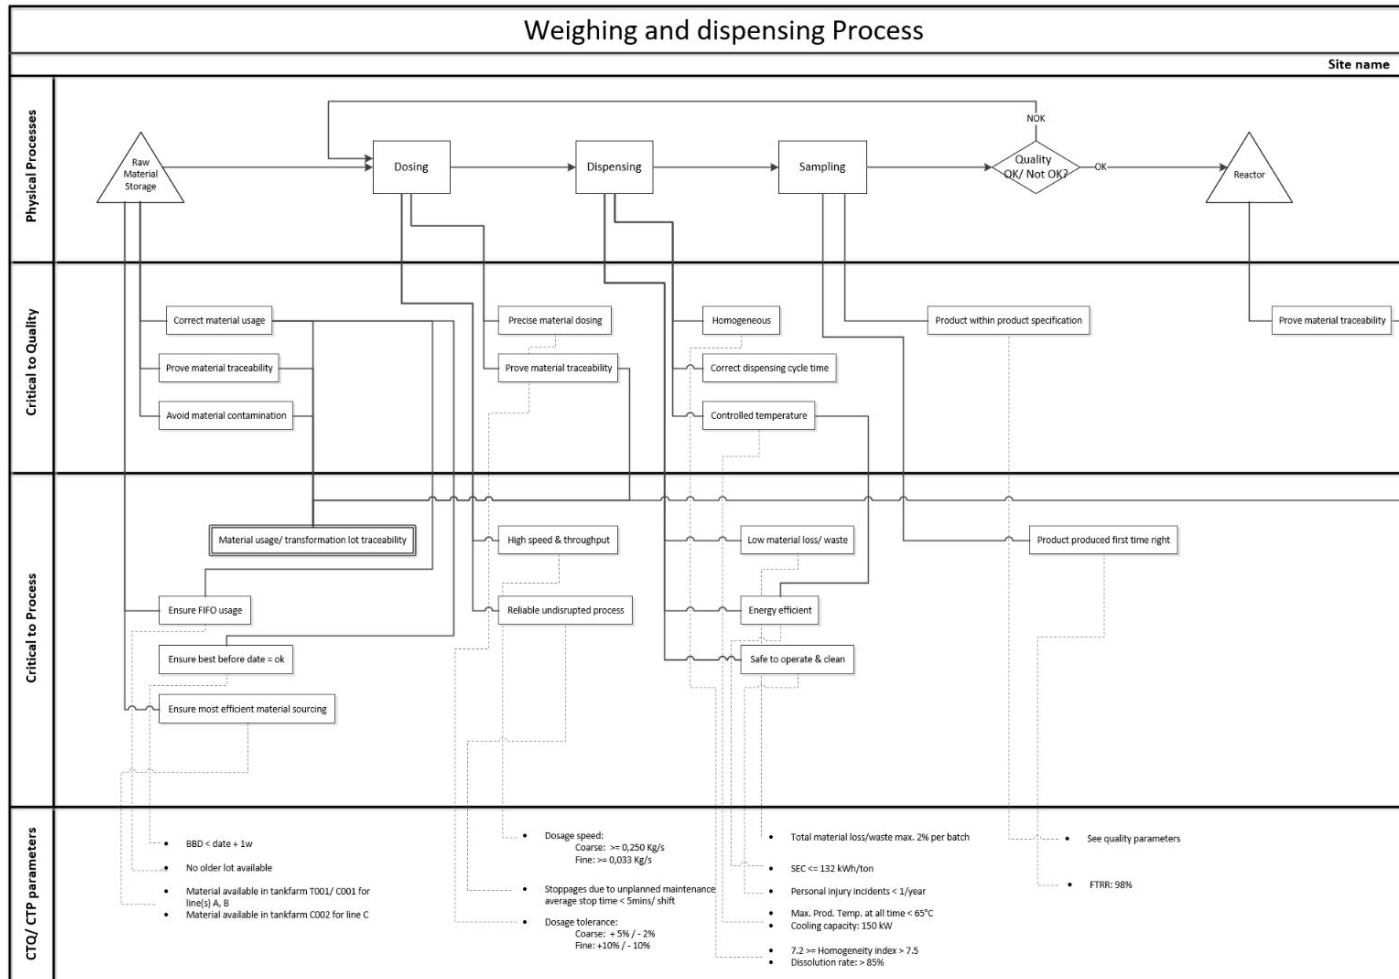 Weighing and dispensing Process
Site name
Physical Processes
Raw
Material
Storage
Dosing
Dispensing
Sampling
NOK
Quality
OK/ Not OK?
OK
Reactor
Critical to Quality
Correct material usage
Precise material dosing
Homogeneous
Product within product specification
Prove material traceability
Prove material traceability
Prove material traceability
Correct dispensing cycle time
Avoid material contamination
Controlled temperature
Critical to Process
Material usage/ transformation lot traceability
High speed & throughput
Low material loss/ waste
Product produced first time right
Ensure FIFO usage
Reliable undisrupted process
Energy efficient
Ensure best before date = ok
Safe to operate & clean
Ensure most efficient material sourcing
CTQ/ CTP parameters
• BBD < date + 1w
• No older lot available
• Material available in tankfarm T001/ C001 for
line(s) A, B
• Material available in tankfarm C002 for line C
• Dosage speed:
Coarse: >= 0,250 Kg/s
Fine: >= 0,033 Kg/s
• Stoppages due to unplanned maintenance
average stop time < 5mins/ shift
• Dosage tolerance:
Coarse: + 5% / - 2%
Fine: +10% / - 10%
• Total material loss/waste max. 2% per batch
• SEC <= 132 kWh/ton
• Personal injury incidents < 1/year
• Max. Prod. Temp. at all time < 65°C
• Cooling capacity: 150 kW
• 7.2 >= Homogeneity index > 7.5
• Dissolution rate: > 85%
• See quality parameters
• FTRR: 98%